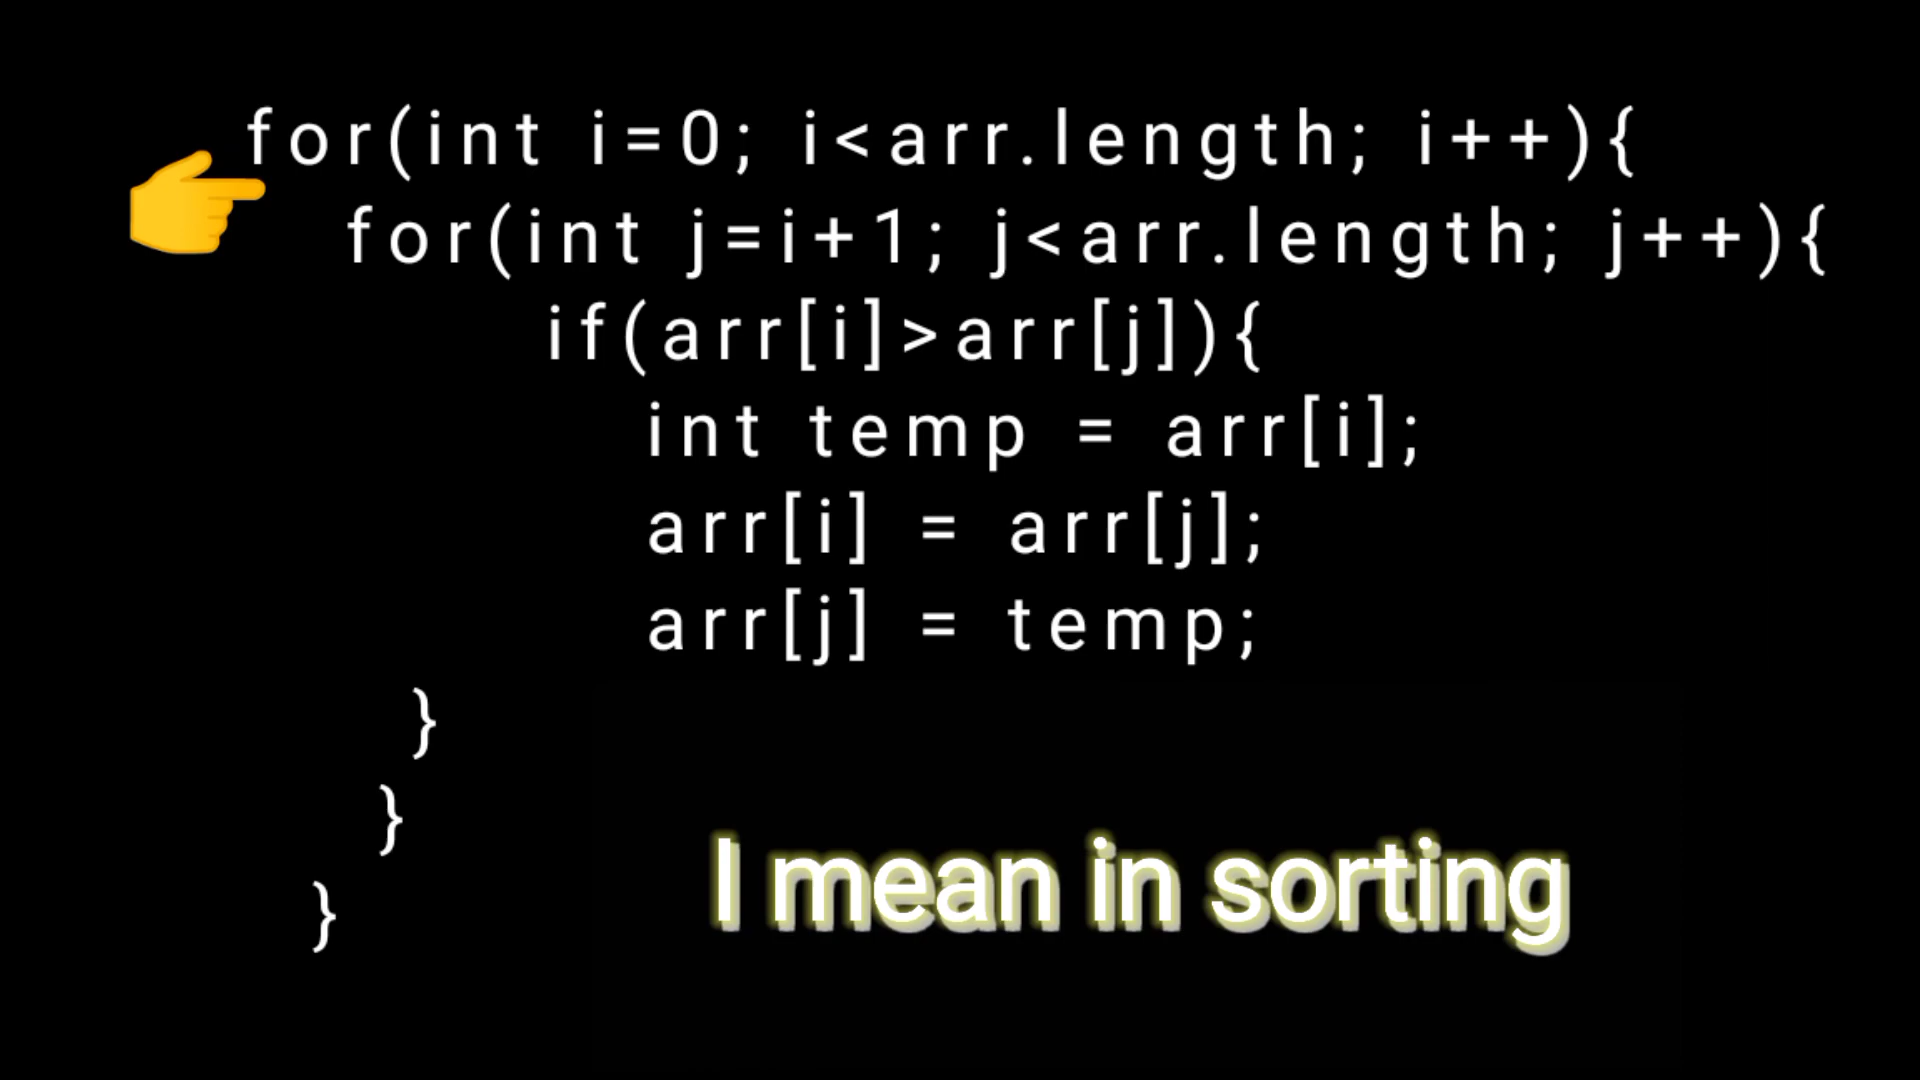 for(int i=0; i<arr.length; i++){
for(int j=i+1; j<arr.length; j++){
if(arr[i]>arr[j]){
int temp = arr[i];
arr[i] = arr[j];
arr[j] = temp;
}
}
}
I mean in sorting